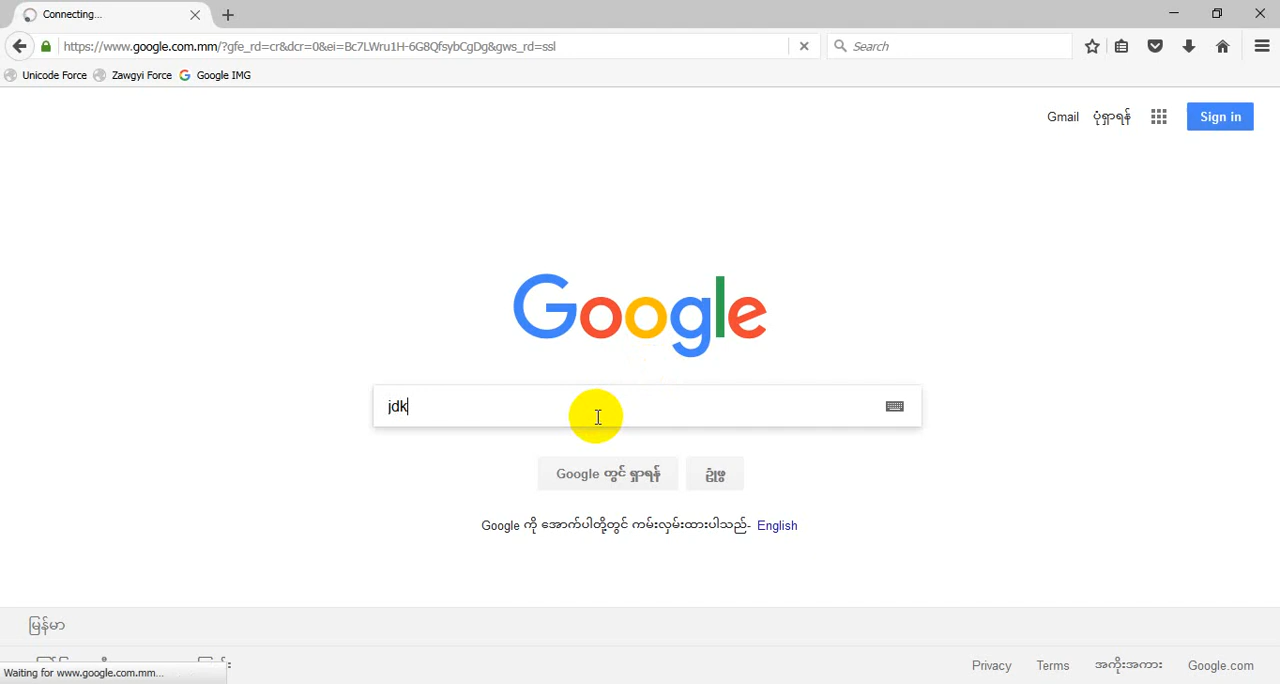 Connecting...
https://www.google.com.mm/?gfe_rd=cr&dcr=0&ei=Bc7LWru1H-6G8QfsybCgDg&gws_rd=ssl
Search
Unicode Force Zawgyi Force Google IMG
Gmail ပုံရှာရန် Sign in
Google
jdk
Google တွင် ရှာရန် ဥုံဖွ
Google ကို အောက်ပါတို့တွင် ကမ်းလှမ်းထားပါသည်- English
မြန်မာ
Privacy Terms အကိုးအကား Google.com
Waiting for www.google.com.mm...